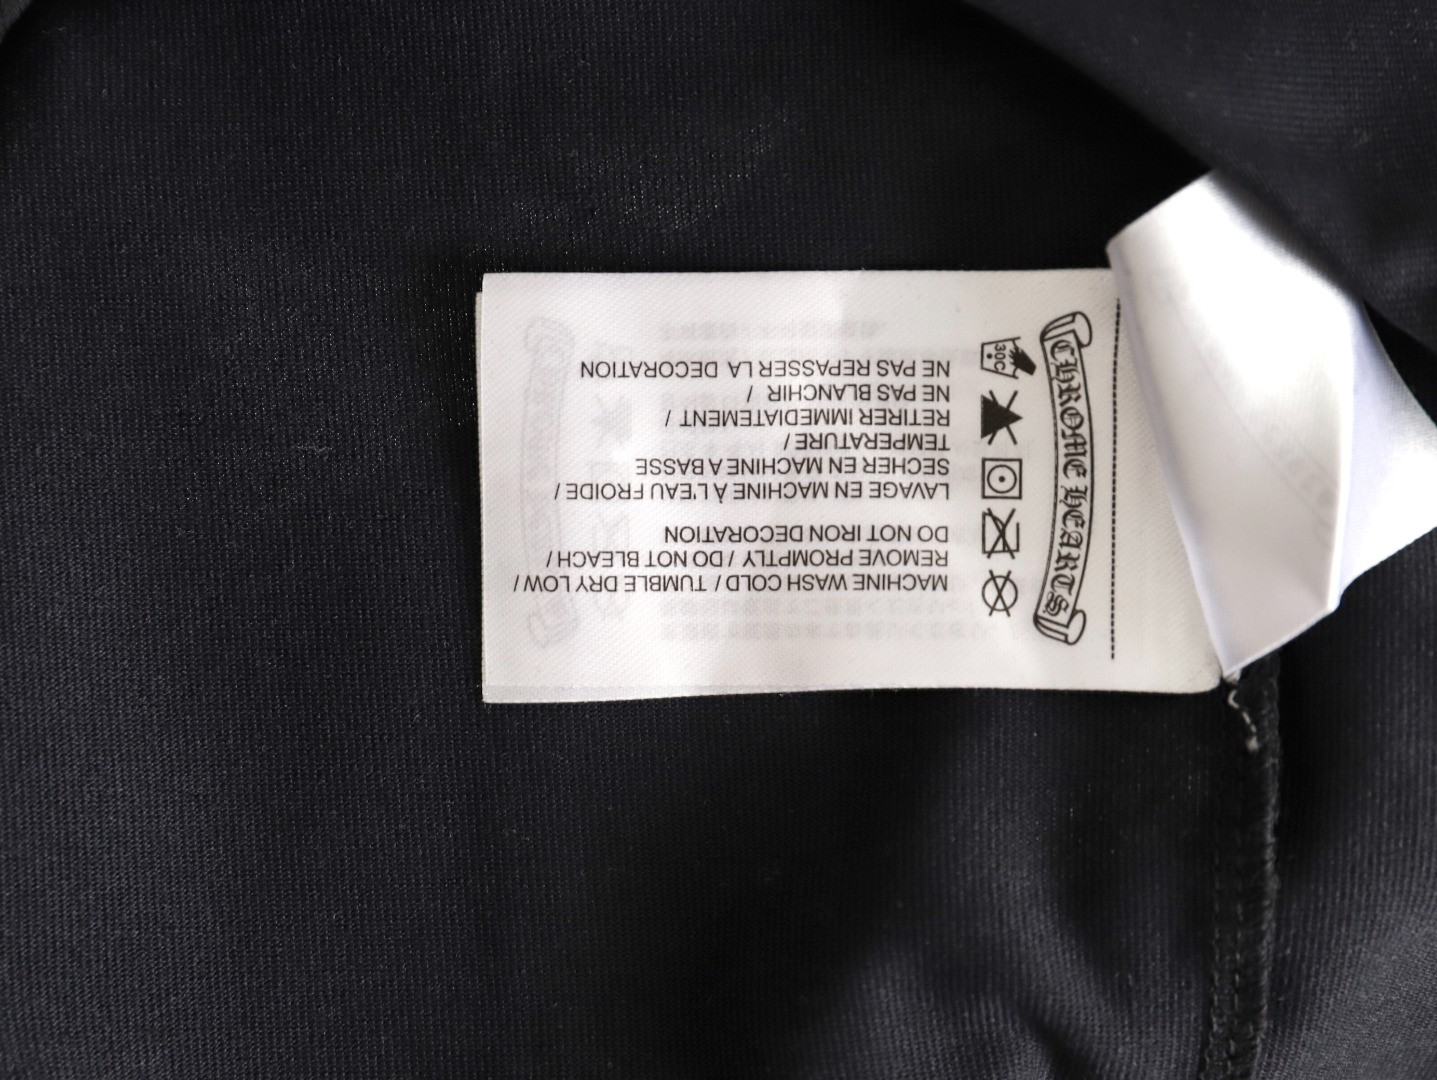 CHROME HEARTS
30C
MACHINE WASH COLD / TUMBLE DRY LOW /
REMOVE PROMPTLY / DO NOT BLEACH /
DO NOT IRON DECORATION
LAVAGE EN MACHINE À L'EAU FROIDE /
SECHER EN MACHINE A BASSE
TEMPERATURE /
RETIRER IMMEDIATEMENT /
NE PAS BLANCHIR /
NE PAS REPASSER LA DECORATION